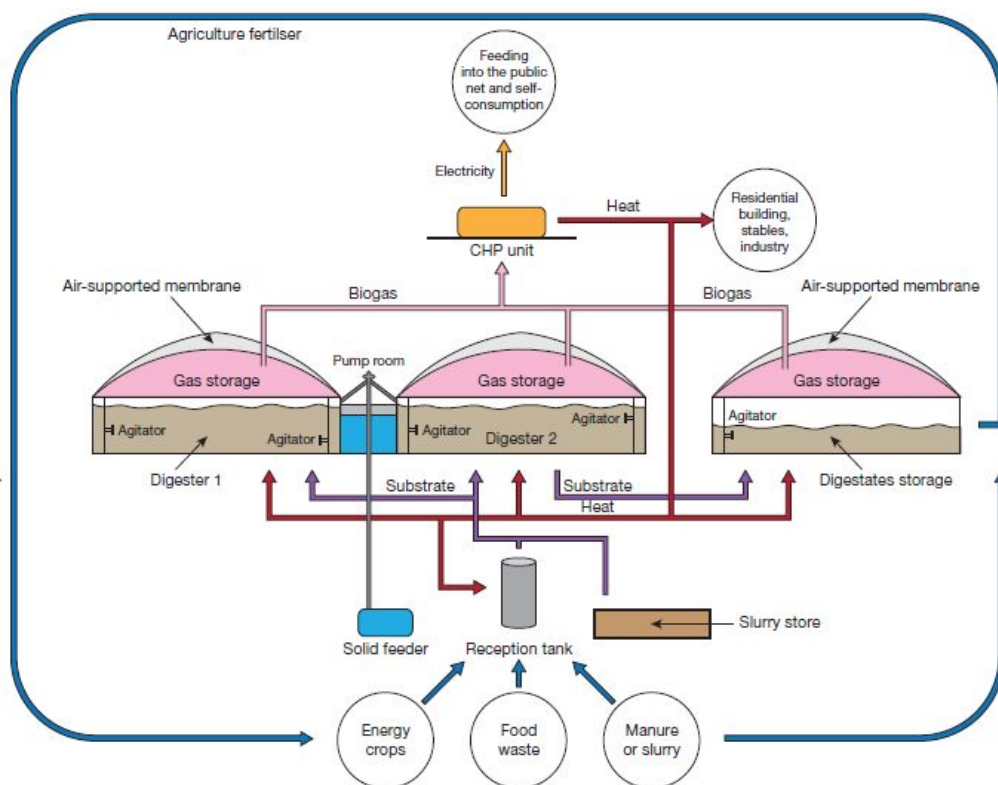 Agriculture fertilser
Feeding
into the public
net and self-
consumption
Electricity
Heat
Residential
building,
stables,
industry
CHP unit
Air-supported membrane
Biogas
Biogas
Air-supported membrane
Pump room
Gas storage
Gas storage
Gas storage
Agitator
Agitator
Agitator
Agitator
Agitator
Digester 2
Digester 1
Digestates storage
Substrate
Substrate
Heat
Slurry store
Solid feeder
Reception tank
Energy
crops
Food
waste
Manure
or slurry